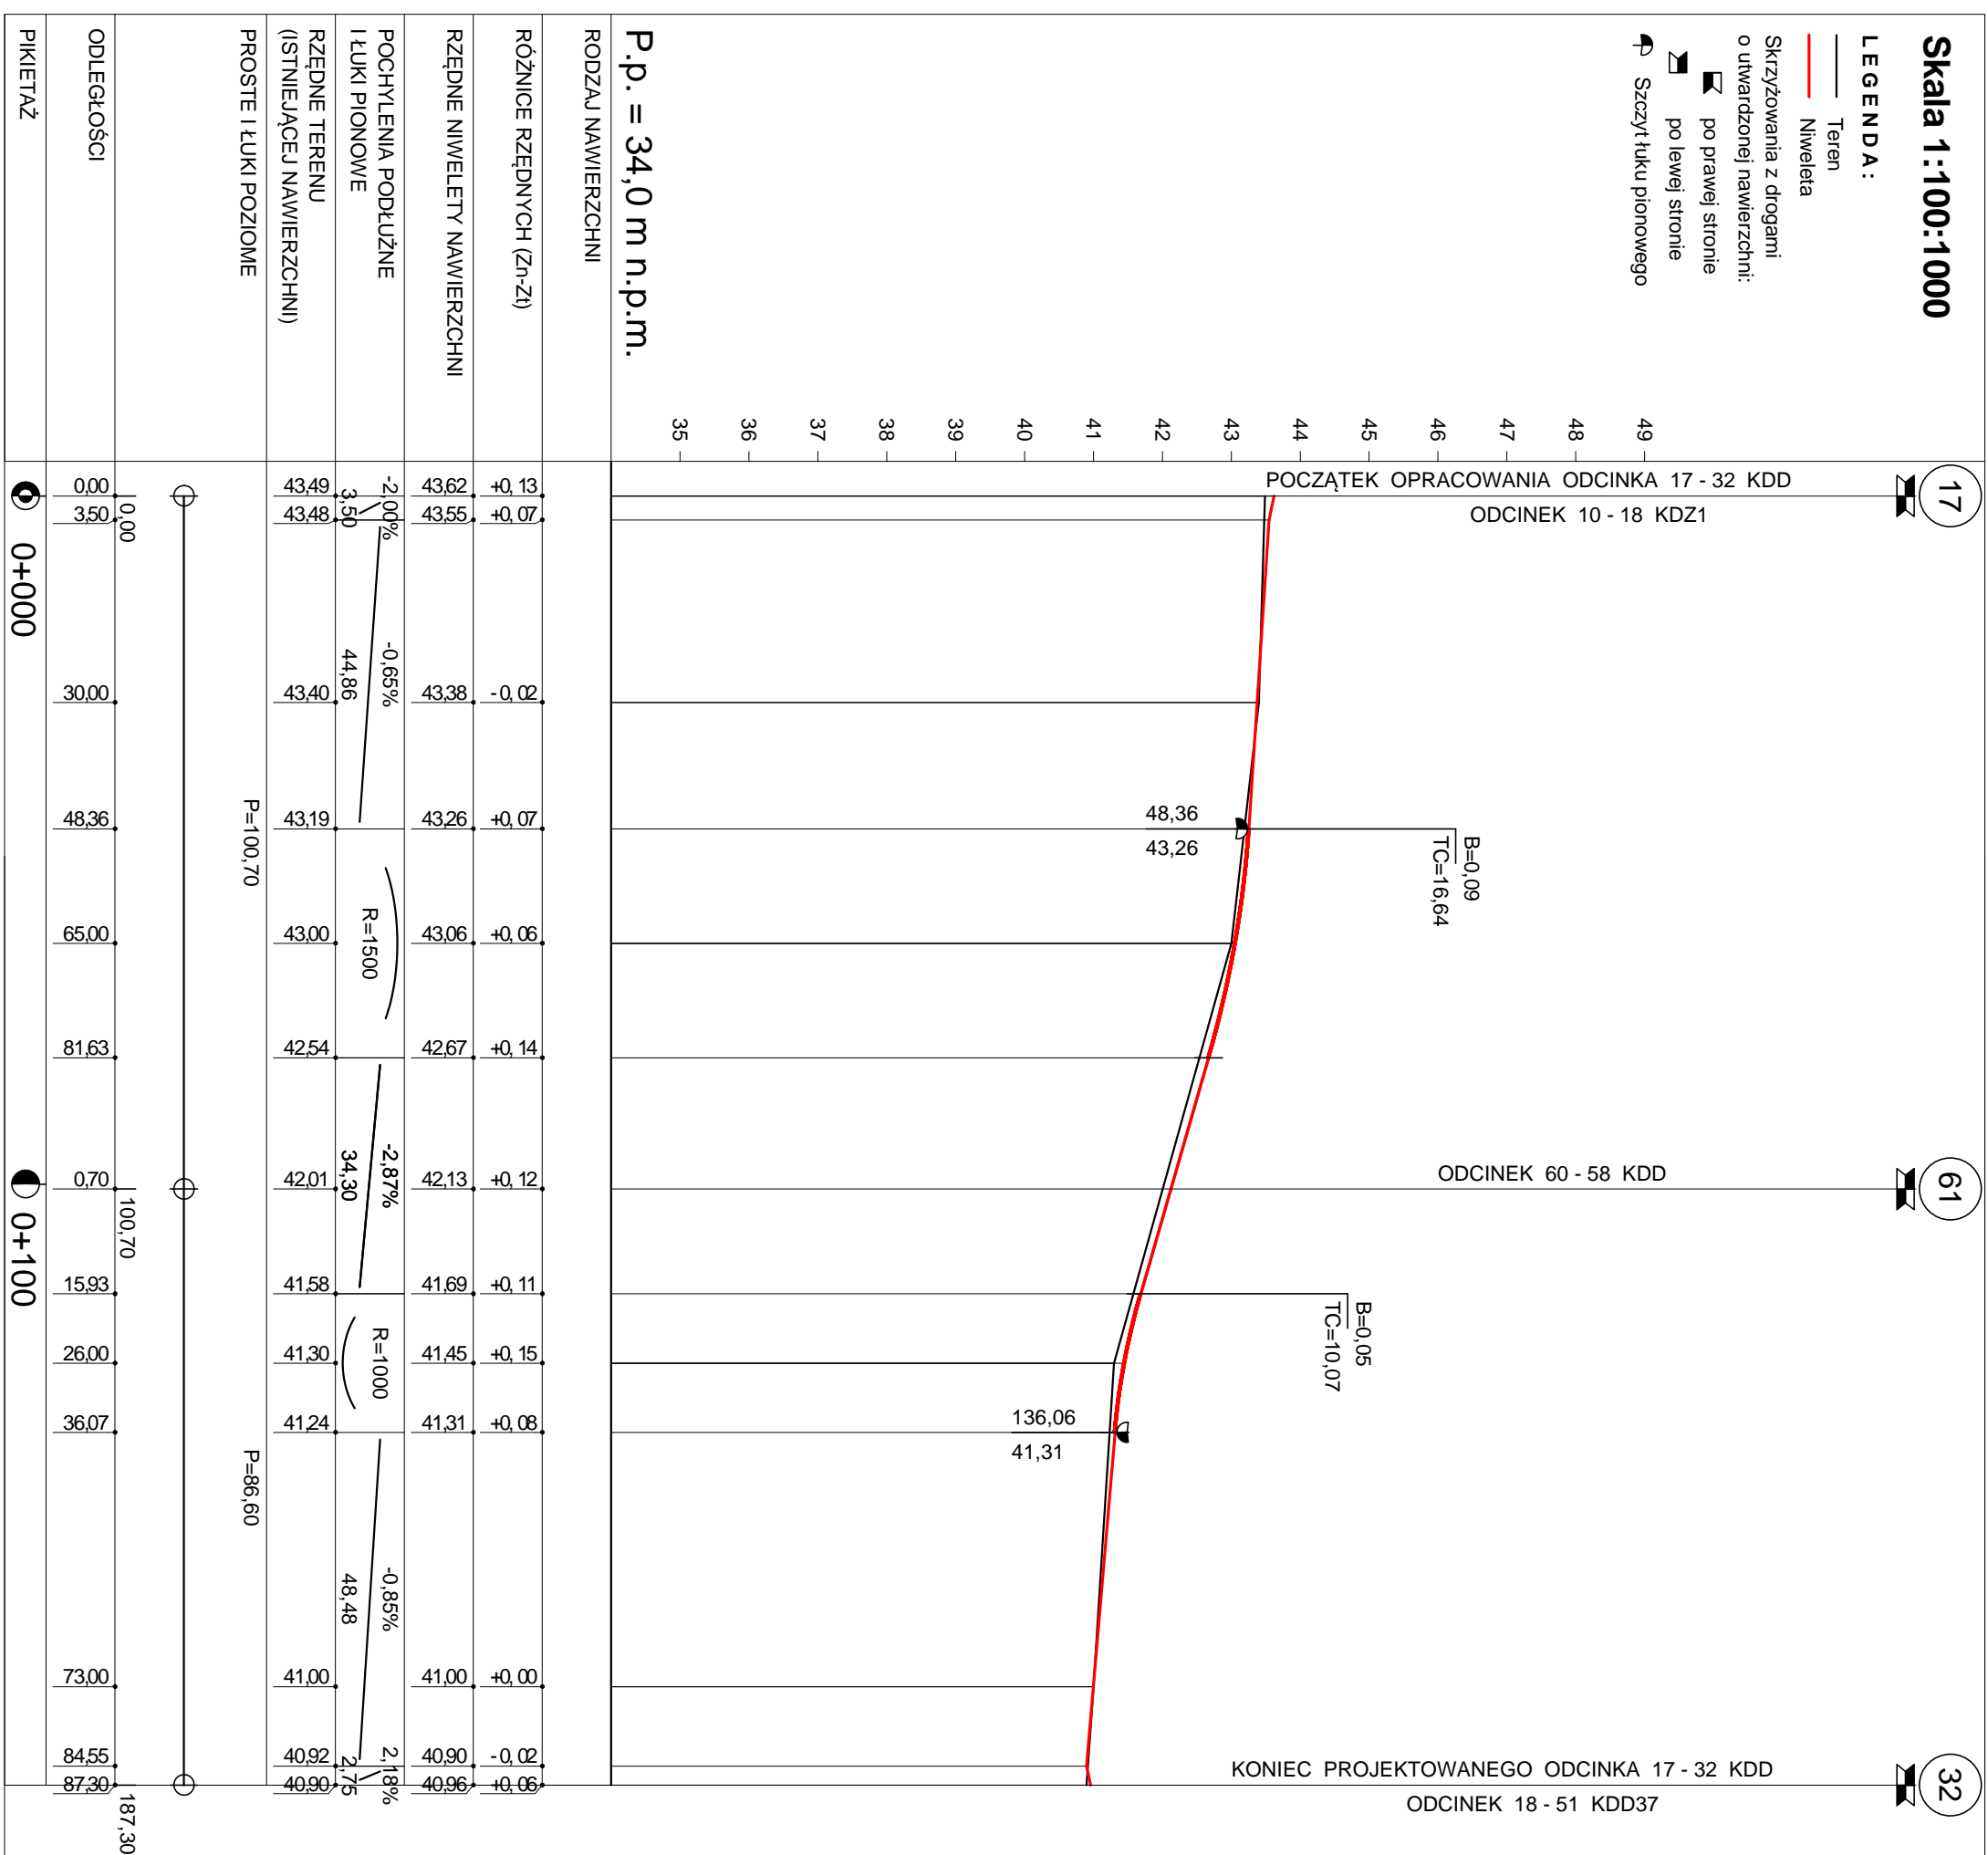 Skala 1:100:1000
L E G E N D A :
Teren
Niweleta
Skrzyżowania z drogami
o utwardzonej nawierzchni:
po prawej stronie
po lewej stronie
Szczyt łuku pionowego
17
61
32
POCZĄTEK OPRACOWANIA ODCINKA 17 - 32 KDD
ODCINEK 10 - 18 KDZ1
ODCINEK 60 - 58 KDD
KONIEC PROJEKTOWANEGO ODCINKA 17 - 32 KDD
ODCINEK 18 - 51 KDD37
49
48
47
46
45
44
43
42
41
40
39
38
37
36
35
B=0,09
TC=16,64
48,36
43,26
B=0,05
TC=10,07
136,06
41,31
P.p. = 34,0 m n.p.m.
RODZAJ NAWIERZCHNI
RÓŻNICE RZĘDNYCH (Zn-Zt)
+0,13 +0,07 -0,02 +0,07 +0,06 +0,14 +0,12 +0,11 +0,15 +0,08 +0,00 -0,02 +0,06
RZĘDNE NIWELETY NAWIERZCHNI
43,62 43,55 43,38 43,26 43,06 42,67 42,13 41,69 41,45 41,31 41,00 40,90 40,96
POCHYLENIA PODŁUŻNE
I ŁUKI PIONOWE
-2,00% -0,65% -2,87% R=1000 -0,85% 2,18%
3,50 44,86 R=1500 34,30 48,48 2,75
RZĘDNE TERENU
(ISTNIEJĄCEJ NAWIERZCHNI)
43,49 43,48 43,40 43,19 43,00 42,54 42,01 41,58 41,30 41,24 41,00 40,92 40,90
PROSTE I ŁUKI POZIOME
P=100,70 P=86,60
0,00 100,70 187,30
ODLEGŁOŚCI
0,00 3,50 30,00 48,36 65,00 81,63 0,70 15,93 26,00 36,07 73,00 84,55 87,30
PIKIETAŻ
0+000 0+100